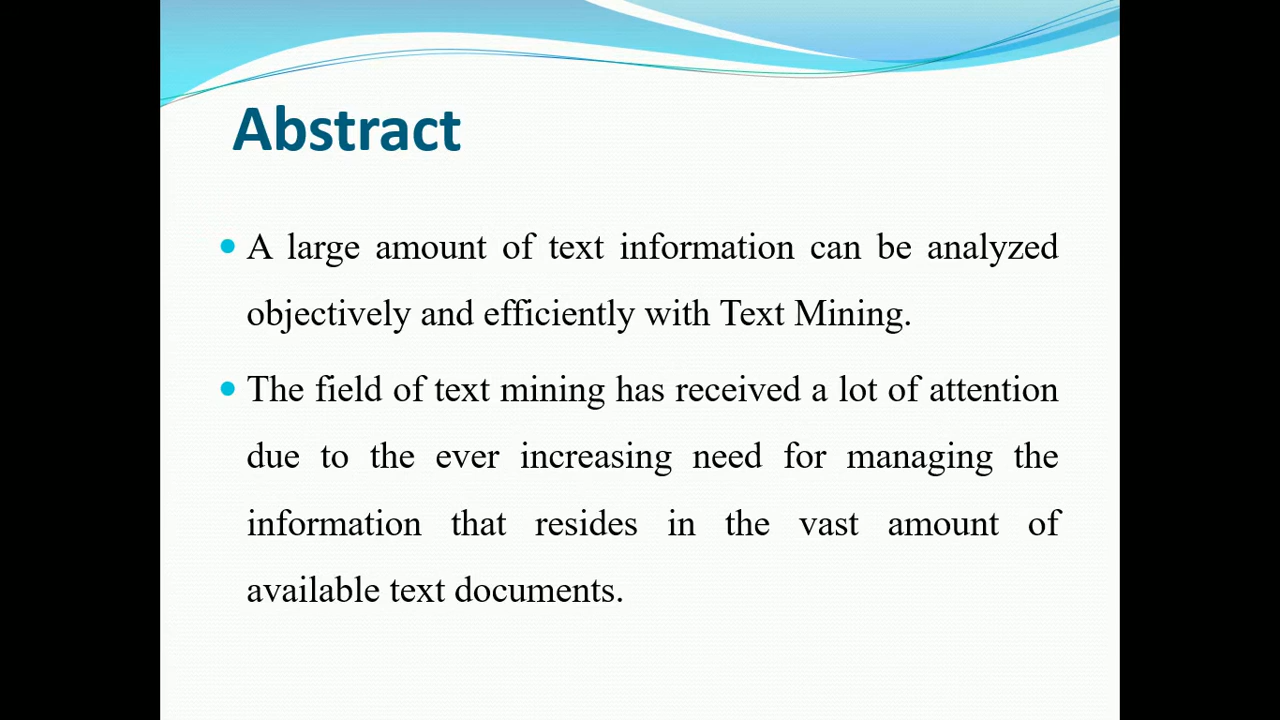 Abstract
A large amount of text information can be analyzed
objectively and efficiently with Text Mining.
The field of text mining has received a lot of attention
due to the ever increasing need for managing the
information that resides in the vast amount of
available text documents.